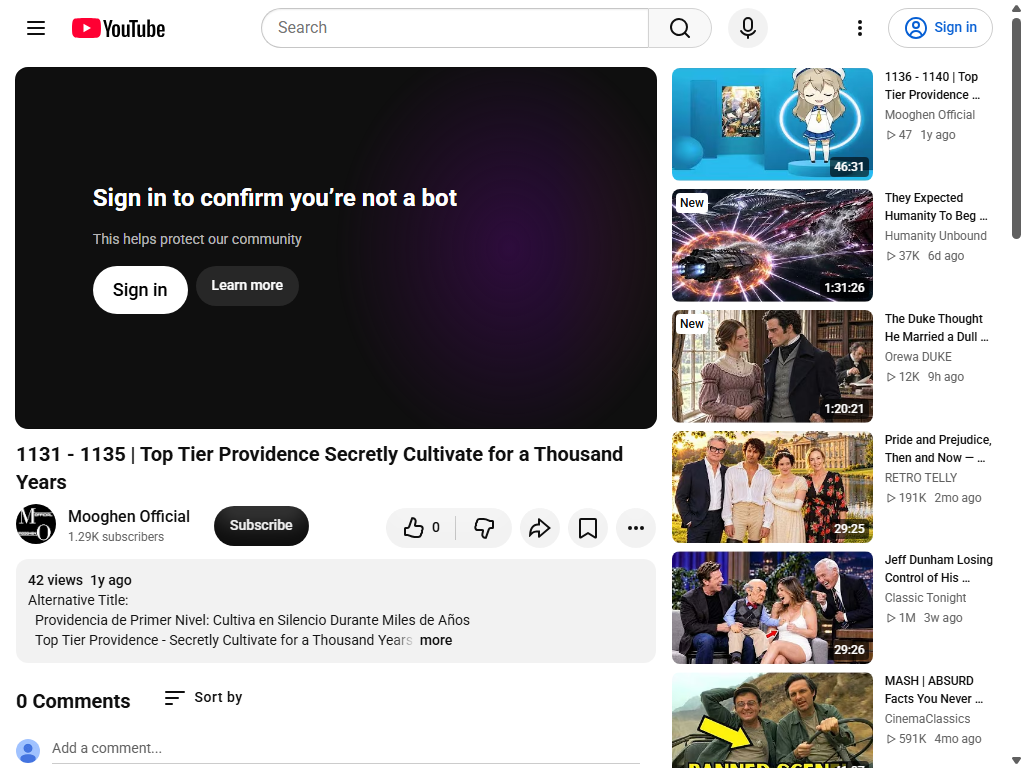 YouTube
Search
Sign in
Sign in to confirm you're not a bot
This helps protect our community
Sign in
Learn more
1131 - 1135 | Top Tier Providence Secretly Cultivate for a Thousand
Years
Mooghen Official
1.29K subscribers
Subscribe
0
42 views 1y ago
Alternative Title:
Providencia de Primer Nivel: Cultiva en Silencio Durante Miles de Años
Top Tier Providence - Secretly Cultivate for a Thousand Years more
0 Comments
Sort by
Add a comment...
46:31
1136 - 1140 | Top
Tier Providence ...
Mooghen Official
47 1y ago
New
1:31:26
They Expected
Humanity To Beg ...
Humanity Unbound
37K 6d ago
New
1:20:21
The Duke Thought
He Married a Dull ...
Orewa DUKE
12K 9h ago
29:25
Pride and Prejudice,
Then and Now — ...
RETRO TELLY
191K 2mo ago
29:26
Jeff Dunham Losing
Control of His ...
Classic Tonight
1M 3w ago
MASH | ABSURD
Facts You Never ...
CinemaClassics
591K 4mo ago